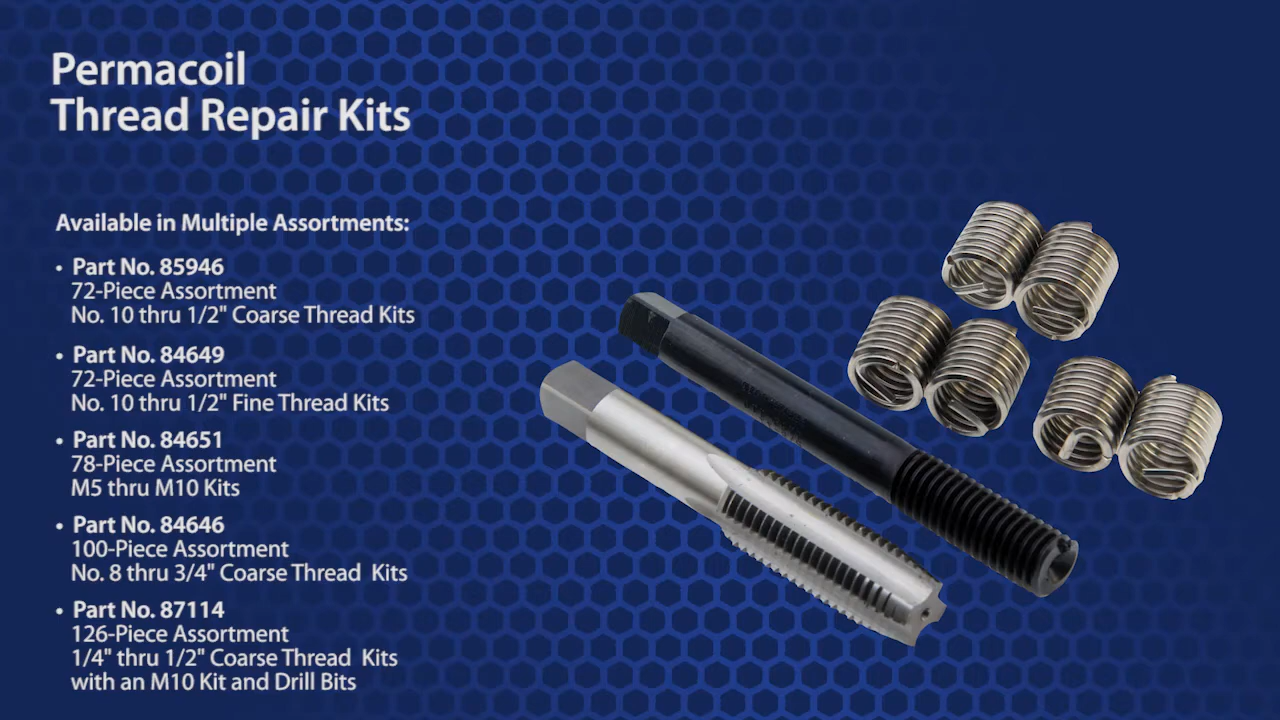 Permacoil
Thread Repair Kits
Available in Multiple Assortments:
• Part No. 85946
72-Piece Assortment
No. 10 thru 1/2" Coarse Thread Kits
• Part No. 84649
72-Piece Assortment
No. 10 thru 1/2" Fine Thread Kits
• Part No. 84651
78-Piece Assortment
M5 thru M10 Kits
• Part No. 84646
100-Piece Assortment
No. 8 thru 3/4" Coarse Thread  Kits
• Part No. 87114
126-Piece Assortment
1/4" thru 1/2" Coarse Thread  Kits
with an M10 Kit and Drill Bits